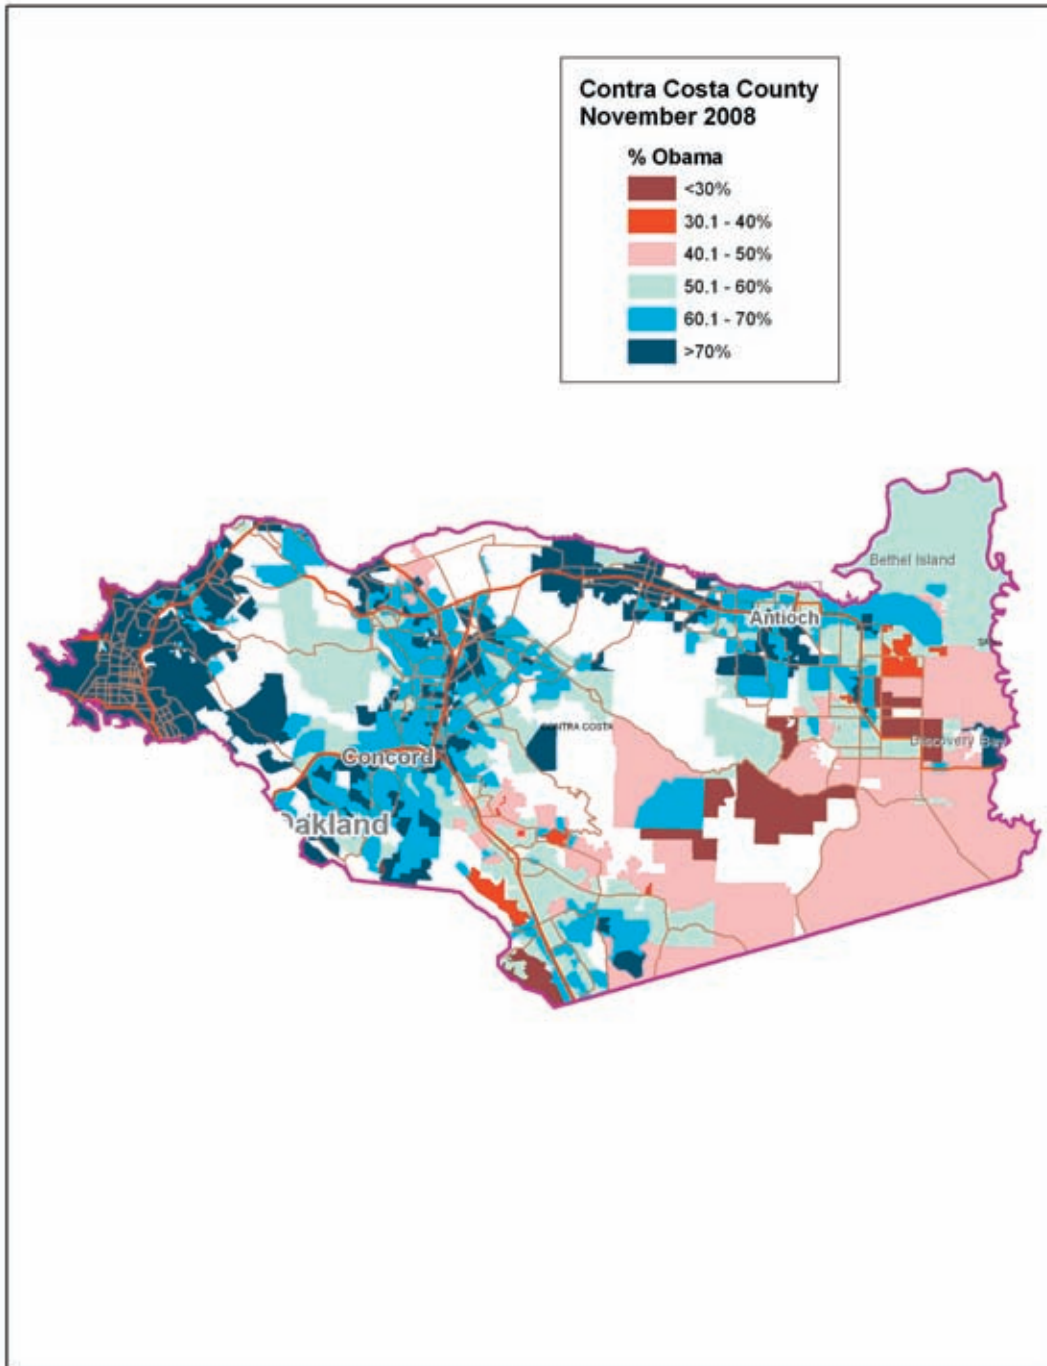 Contra Costa County
November 2008
% Obama
<30%
30.1 - 40%
40.1 - 50%
50.1 - 60%
60.1 - 70%
>70%
Bethel Island
Antioch
CONTRA COSTA
Discovery Bay
Concord
Oakland